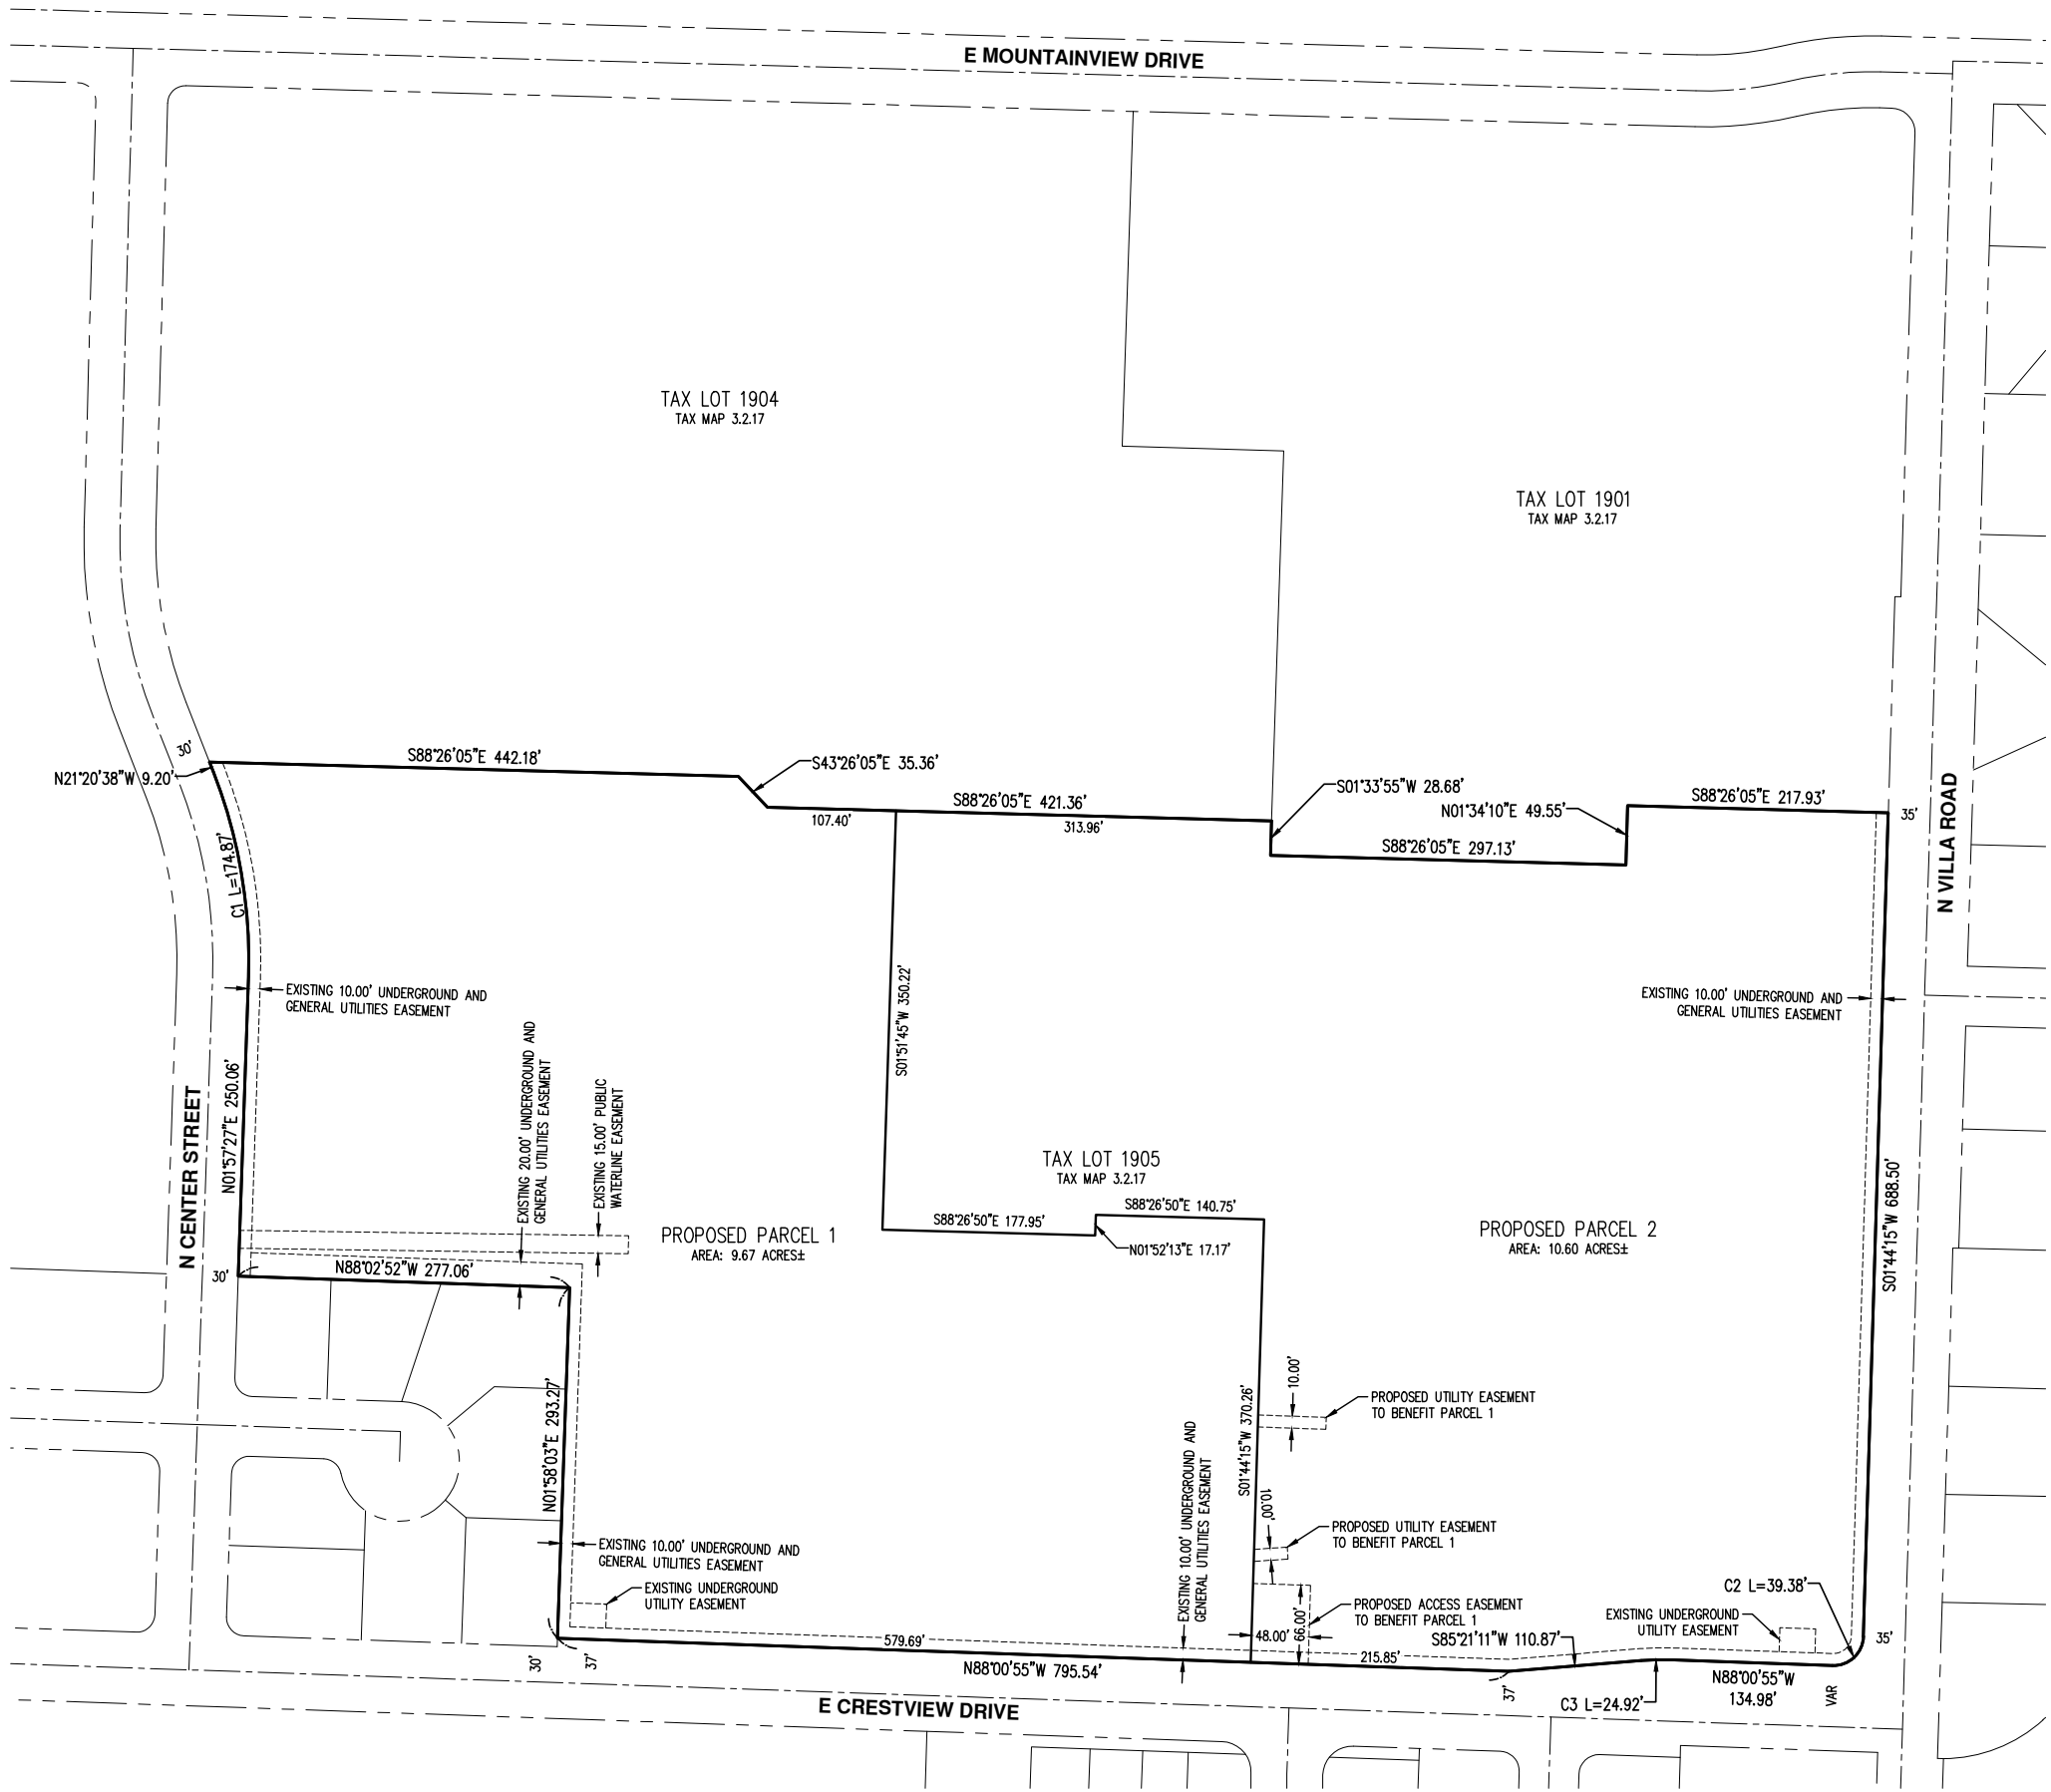 E MOUNTAINVIEW DRIVE
TAX LOT 1904
TAX MAP 3.2.17
TAX LOT 1901
TAX MAP 3.2.17
30'
N21°20'38"W 9.20'
S88°26'05"E 442.18'
S43°26'05"E 35.36'
S88°26'05"E 421.36'
107.40'
313.96'
S01°33'55"W 28.68'
N01°34'10"E 49.55'
S88°26'05"E 297.13'
S88°26'05"E 217.93'
35'
N VILLA ROAD
C1 L=174.87'
EXISTING 10.00' UNDERGROUND AND
GENERAL UTILITIES EASEMENT
EXISTING 10.00' UNDERGROUND AND
GENERAL UTILITIES EASEMENT
N CENTER STREET
N01°57'27"E 250.06'
EXISTING 20.00' UNDERGROUND AND
GENERAL UTILITIES EASEMENT
EXISTING 15.00' PUBLIC
WATERLINE EASEMENT
S01°51'45"W 350.22'
TAX LOT 1905
TAX MAP 3.2.17
S88°26'50"E 177.95'
S88°26'50"E 140.75'
N01°52'13"E 17.17'
PROPOSED PARCEL 1
AREA: 9.67 ACRES±
PROPOSED PARCEL 2
AREA: 10.60 ACRES±
S01°44'15"W 688.50'
30'
N88°02'52"W 277.06'
N01°58'03"E 293.27'
S01°44'15"W 370.26'
10.00'
PROPOSED UTILITY EASEMENT
TO BENEFIT PARCEL 1
EXISTING 10.00' UNDERGROUND AND
GENERAL UTILITIES EASEMENT
10.00'
PROPOSED UTILITY EASEMENT
TO BENEFIT PARCEL 1
EXISTING 10.00' UNDERGROUND AND
GENERAL UTILITIES EASEMENT
EXISTING UNDERGROUND
UTILITY EASEMENT
PROPOSED ACCESS EASEMENT
TO BENEFIT PARCEL 1
48.00'
66.00'
S85°21'11"W 110.87'
C2 L=39.38'
EXISTING UNDERGROUND
UTILITY EASEMENT
35'
579.69'
215.85'
30'
37'
N88°00'55"W 795.54'
37'
C3 L=24.92'
N88°00'55"W
134.98'
VAR
E CRESTVIEW DRIVE